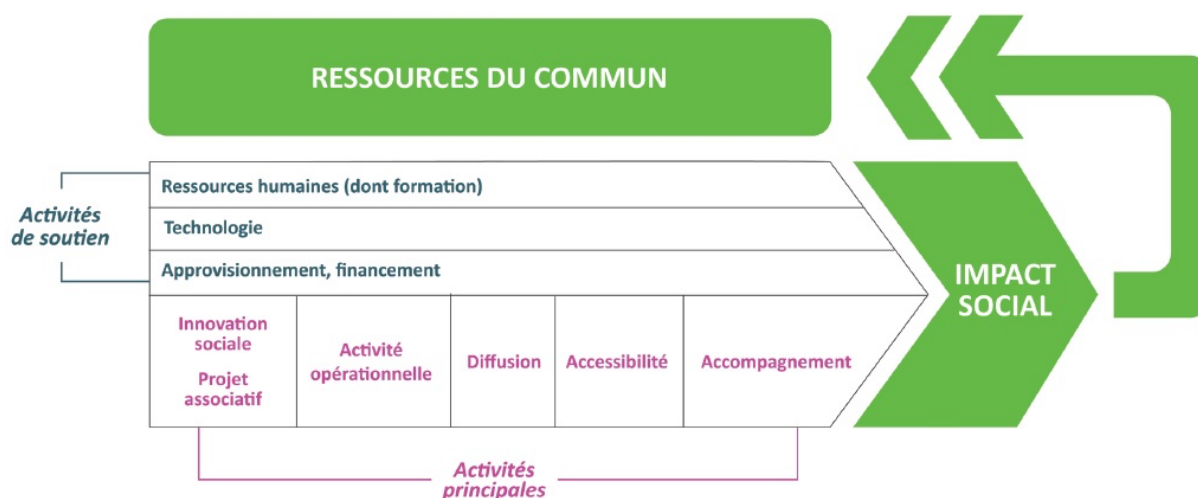 RESSOURCES DU COMMUN
Activités
de soutien
Ressources humaines (dont formation)
Technologie
Approvisionnement, financement
Innovation
sociale
Projet
associatif
Activité
opérationnelle
Diffusion
Accessibilité
Accompagnement
IMPACT
SOCIAL
Activités
principales